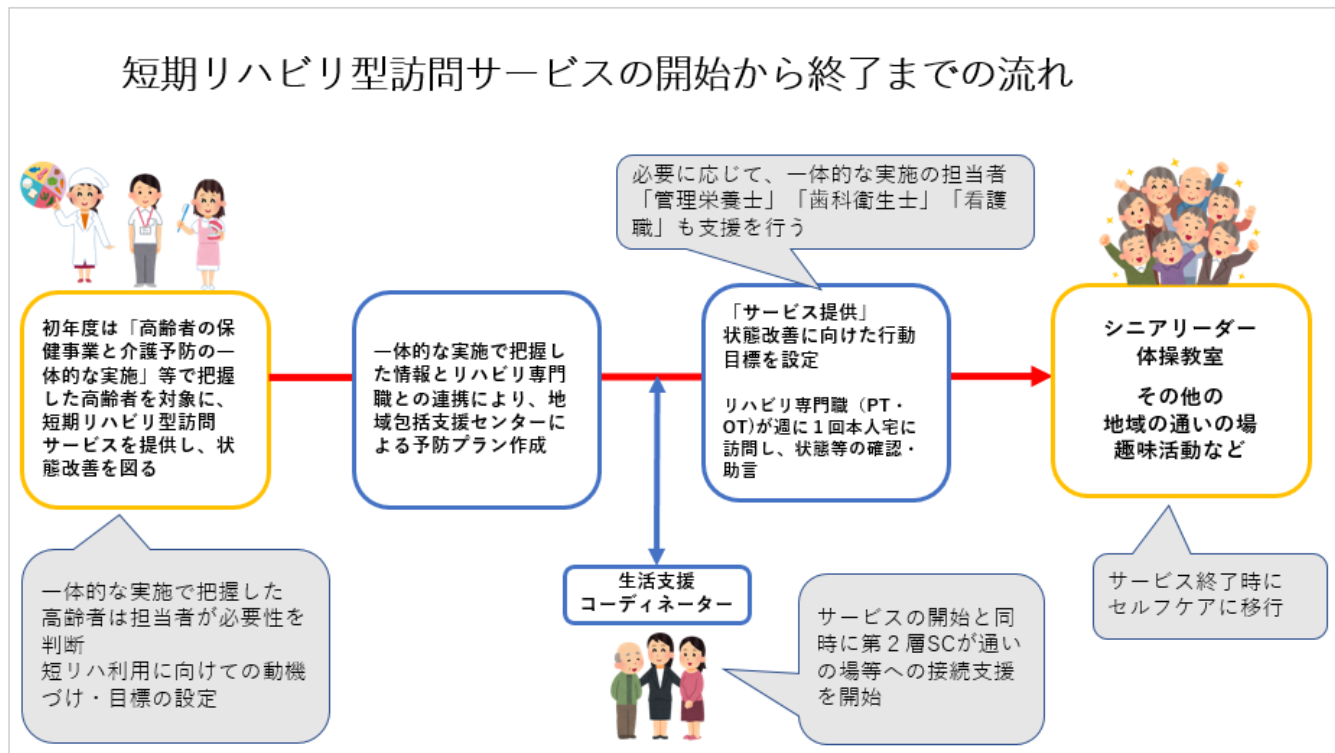 短期リハビリ型訪問サービスの開始から終了までの流れ
必要に応じて、一体的な実施の担当者
「管理栄養士」「歯科衛生士」「看護
職」も支援を行う
初年度は「高齢者の保
健事業と介護予防の一
体的な実施」等で把握
した高齢者を対象に、
短期リハビリ型訪問
サービスを提供し、状
態改善を図る
一体的な実施で把握し
た情報とリハビリ専門
職との連携により、地
域包括支援センターに
よる予防プラン作成
「サービス提供」
状態改善に向けた行動
目標を設定
リハビリ専門職（PT・
OT)が週に１回本人宅に
訪問し、状態等の確認・
助言
シニアリーダー
体操教室
その他の
地域の通いの場
趣味活動など
一体的な実施で把握した
高齢者は担当者が必要性を
判断
短リハ利用に向けての動機
づけ・目標の設定
生活支援
コーディネーター
サービスの開始と同
時に第２層SCが通い
の場等への接続支援
を開始
サービス終了時に
セルフケアに移行